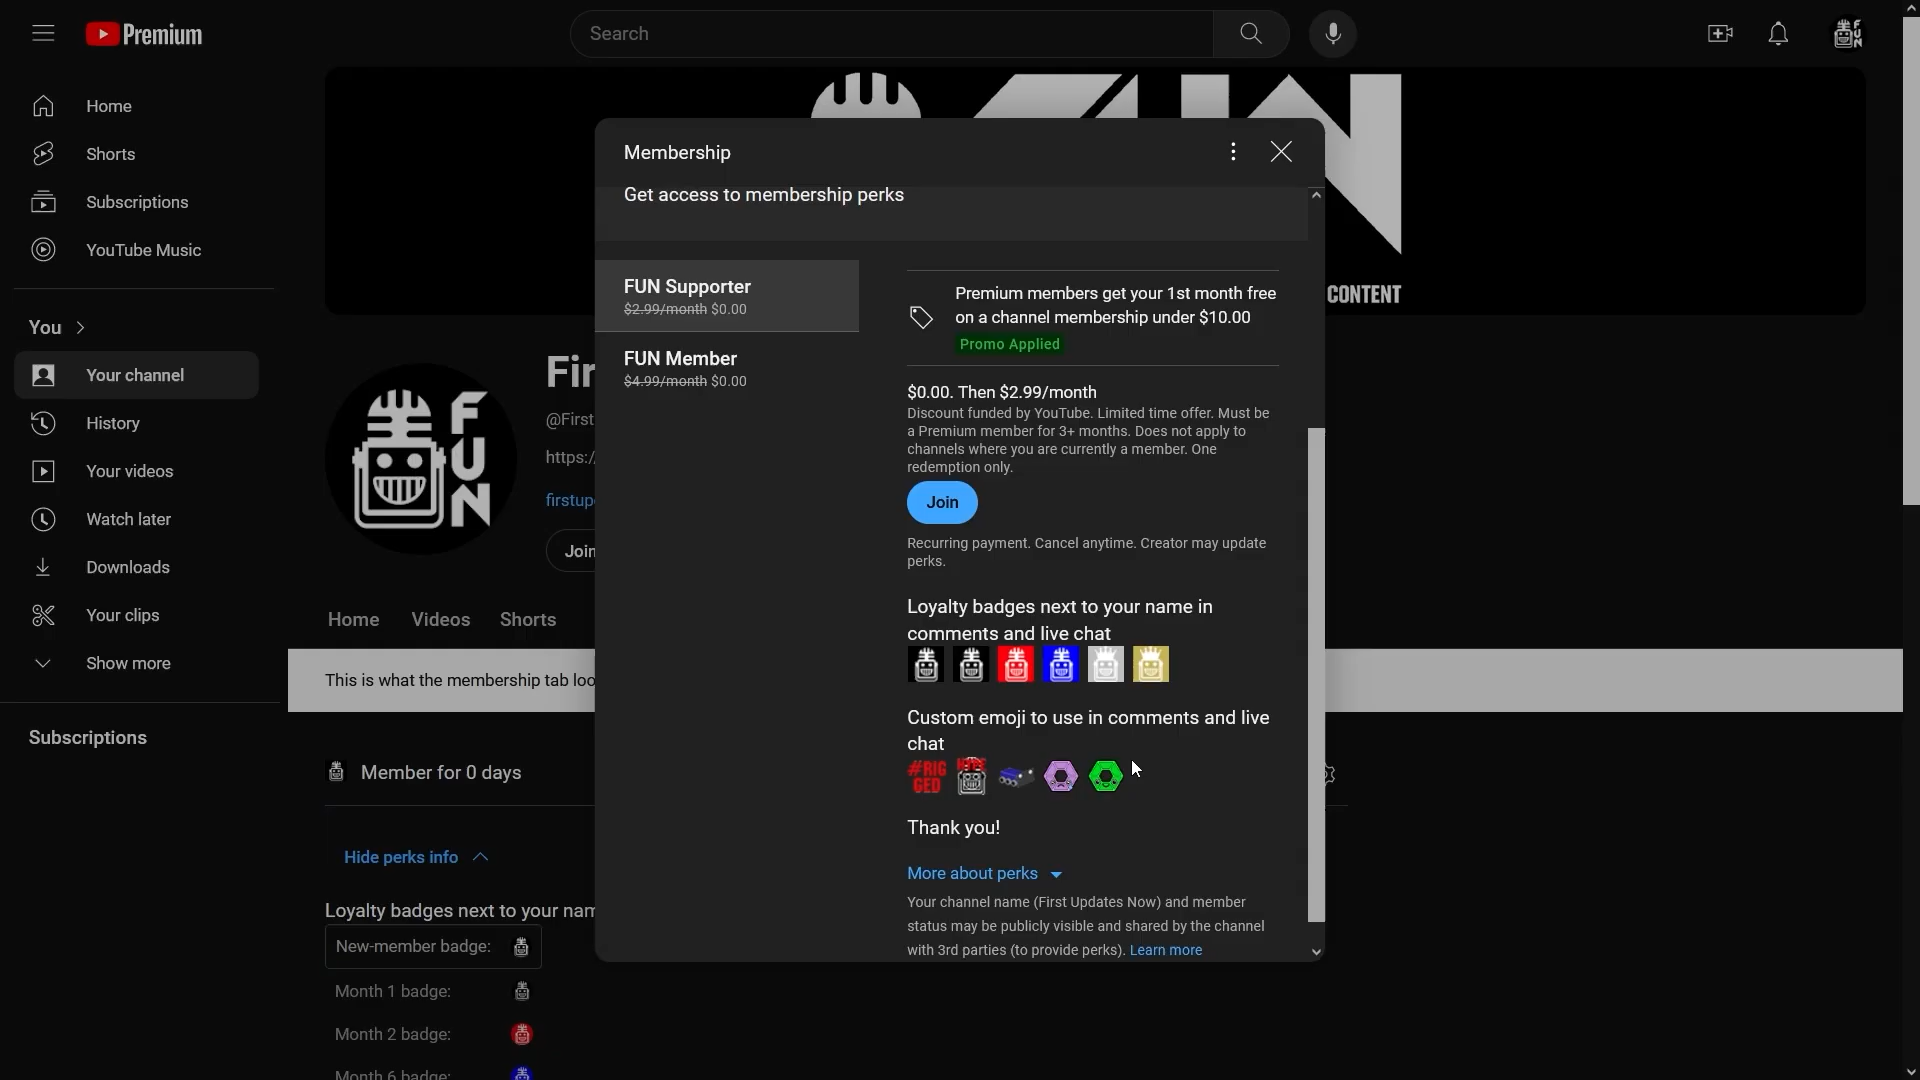 Premium
Search
FUN
Home
Shorts
Subscriptions
YouTube Music
You
Your channel
History
Your videos
Watch later
Downloads
Your clips
Show more
Subscriptions
CONTENT
FUN
Fir
@First
https:/
firstup
Join
Home Videos Shorts
This is what the membership tab loo
Member for 0 days
Hide perks info
Loyalty badges next to your nam
New-member badge:
Month 1 badge:
Month 2 badge:
Month 6 badge:
Membership
Get access to membership perks
FUN Supporter
$2.99/month $0.00
FUN Member
$4.99/month $0.00
Premium members get your 1st month free
on a channel membership under $10.00
Promo Applied
$0.00. Then $2.99/month
Discount funded by YouTube. Limited time offer. Must be
a Premium member for 3+ months. Does not apply to
channels where you are currently a member. One
redemption only.
Join
Recurring payment. Cancel anytime. Creator may update
perks.
Loyalty badges next to your name in
comments and live chat
Custom emoji to use in comments and live
chat
#RIG
GED
HYPE
Thank you!
More about perks
Your channel name (First Updates Now) and member
status may be publicly visible and shared by the channel
with 3rd parties (to provide perks). Learn more